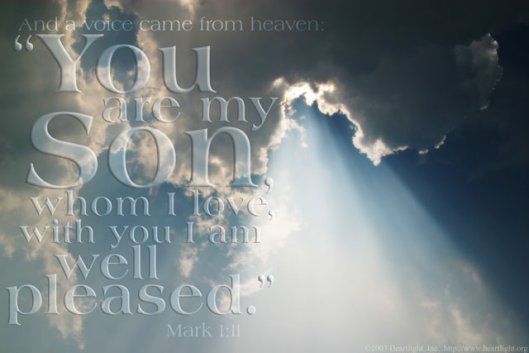 And a voice came from heaven:
“You
are my
Son,
whom I love,
with you I am
well
pleased.”
Mark 1:11
©2003 Heartlight, Inc. http://www.heartlight.org